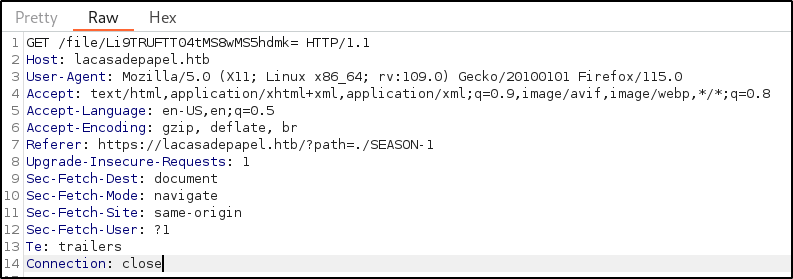 Pretty Raw Hex
1 GET /file/Li9TRUFTT04tMS8wMS5hdmk= HTTP/1.1
2 Host: lacasadepapel.htb
3 User-Agent: Mozilla/5.0 (X11; Linux x86_64; rv:109.0) Gecko/20100101 Firefox/115.0
4 Accept: text/html,application/xhtml+xml,application/xml;q=0.9,image/avif,image/webp,*/*;q=0.8
5 Accept-Language: en-US,en;q=0.5
6 Accept-Encoding: gzip, deflate, br
7 Referer: https://lacasadepapel.htb/?path=./SEASON-1
8 Upgrade-Insecure-Requests: 1
9 Sec-Fetch-Dest: document
10 Sec-Fetch-Mode: navigate
11 Sec-Fetch-Site: same-origin
12 Sec-Fetch-User: ?1
13 Te: trailers
14 Connection: close